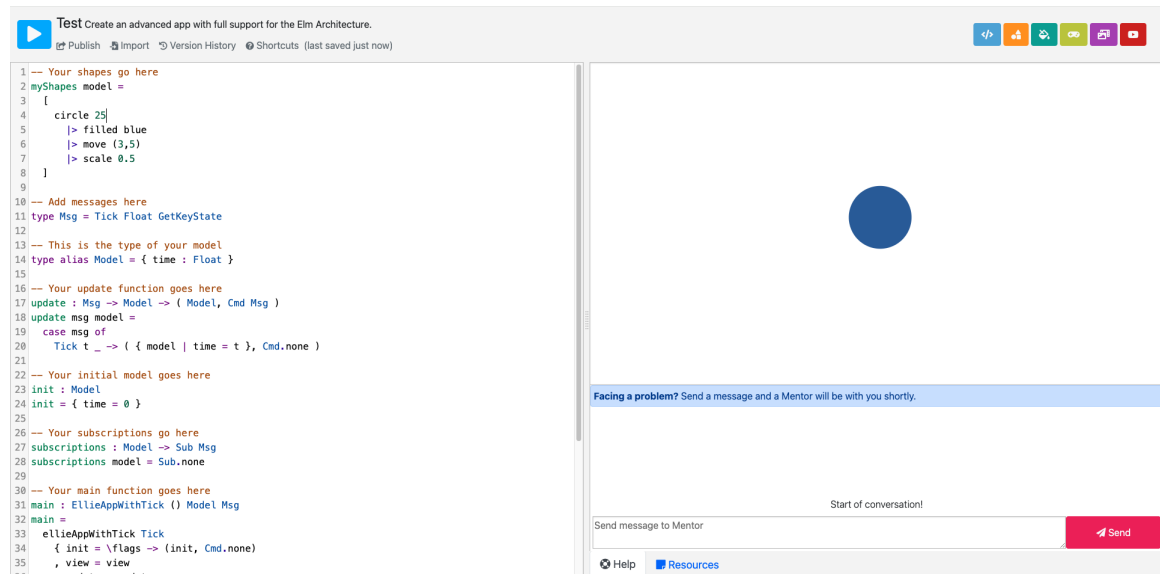 Test Create an advanced app with full support for the Elm Architecture.
Publish Import Version History Shortcuts (last saved just now)
1 -- Your shapes go here
2 myShapes model =
3   [
4     circle 25
5       |> filled blue
6       |> move (3,5)
7       |> scale 0.5
8   ]
9
10 -- Add messages here
11 type Msg = Tick Float GetKeyState
12
13 -- This is the type of your model
14 type alias Model = { time : Float }
15
16 -- Your update function goes here
17 update : Msg -> Model -> ( Model, Cmd Msg )
18 update msg model =
19   case msg of
20     Tick t _ -> ( { model | time = t }, Cmd.none )
21
22 -- Your initial model goes here
23 init : Model
24 init = { time = 0 }
25
26 -- Your subscriptions go here
27 subscriptions : Model -> Sub Msg
28 subscriptions model = Sub.none
29
30 -- Your main function goes here
31 main : EllieAppWithTick () Model Msg
32 main =
33   ellieAppWithTick Tick
34     { init = \flags -> (init, Cmd.none)
35     , view = view
Facing a problem? Send a message and a Mentor will be with you shortly.
Start of conversation!
Send message to Mentor
Send
Help Resources